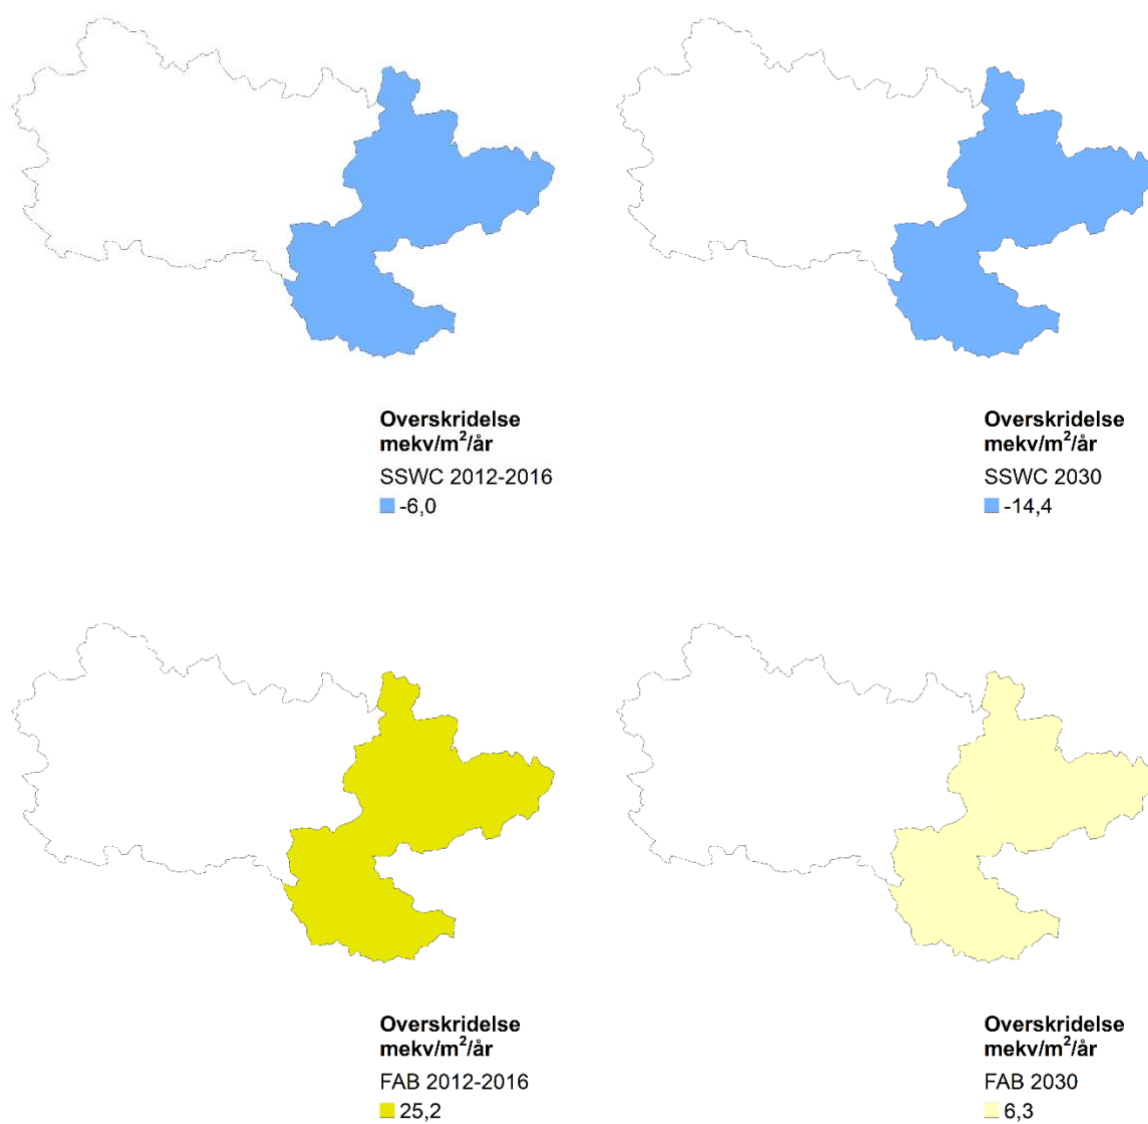 Overskridelse
mekv/m²/år
SSWC 2012-2016
-6,0
Overskridelse
mekv/m²/år
SSWC 2030
-14,4
Overskridelse
mekv/m²/år
FAB 2012-2016
25,2
Overskridelse
mekv/m²/år
FAB 2030
6,3